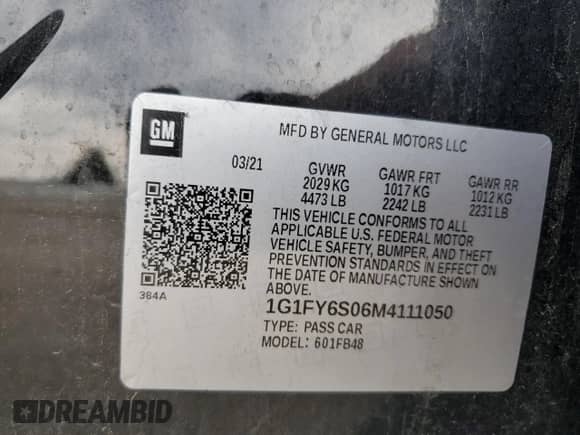 GM
MFD BY GENERAL MOTORS LLC
03/21 GVWR GAWR FRT GAWR RR
2029 KG 1017 KG 1012 KG
4473 LB 2242 LB 2231 LB
THIS VEHICLE CONFORMS TO ALL
APPLICABLE U.S. FEDERAL MOTOR
VEHICLE SAFETY, BUMPER, AND THEFT
PREVENTION STANDARDS IN EFFECT ON
THE DATE OF MANUFACTURE SHOWN
ABOVE.
384A
1G1FY6S06M4111050
TYPE: PASS CAR
MODEL: 601FB48
DREAMBID